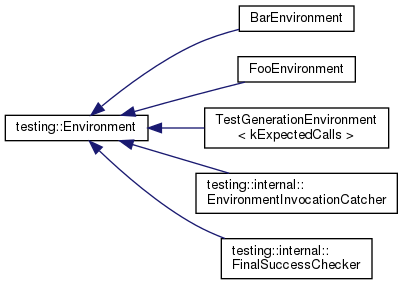 BarEnvironment
FooEnvironment
testing::Environment
TestGenerationEnvironment
< kExpectedCalls >
testing::internal::
EnvironmentInvocationCatcher
testing::internal::
FinalSuccessChecker